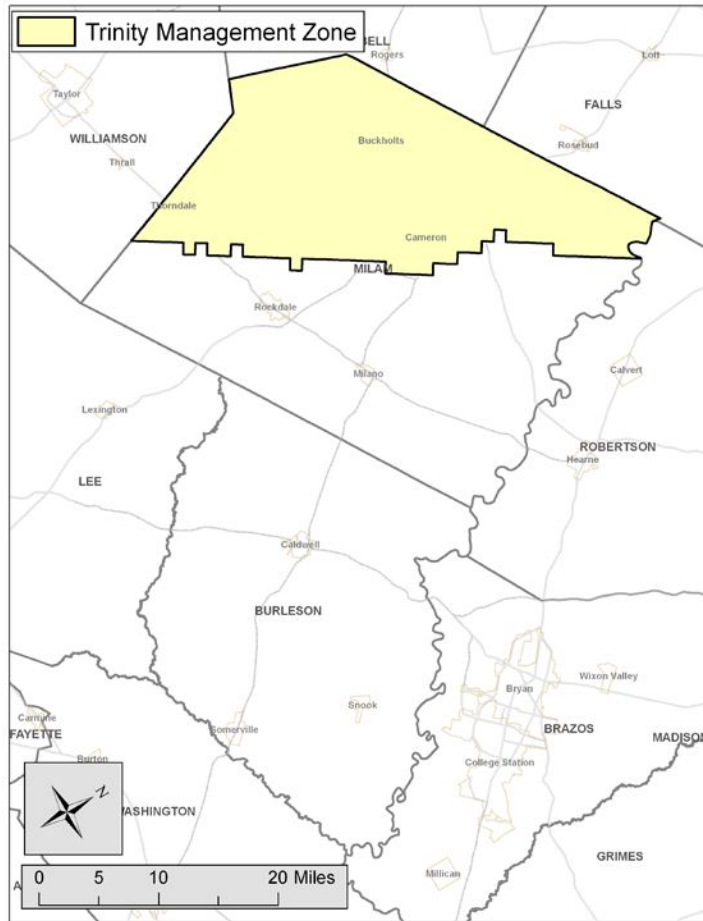 Trinity Management Zone
BELL
Rogers
Lott
Taylor
FALLS
WILLIAMSON
Buckholts
Rosebud
Thrall
Thorndale
Cameron
MILAM
Rockdale
Milano
Calvert
Lexington
ROBERTSON
Hearne
LEE
Caldwell
BURLESON
Wixon Valley
Bryan
Snook
Carmine
FAYETTE
Somerville
BRAZOS
MADISON
Burton
College Station
N
WASHINGTON
GRIMES
Millican
0 5 10 20 Miles
A